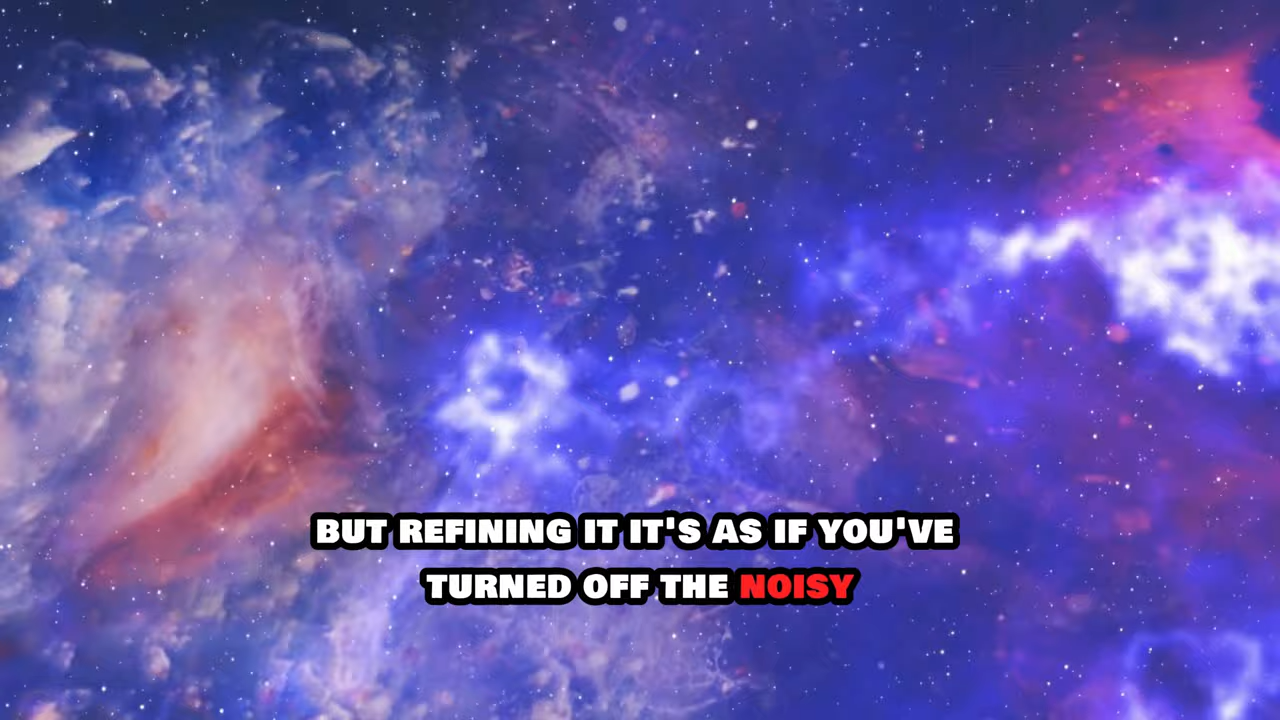 BUT REFINING IT IT'S AS IF YOU'VE
TURNED OFF THE NOISY